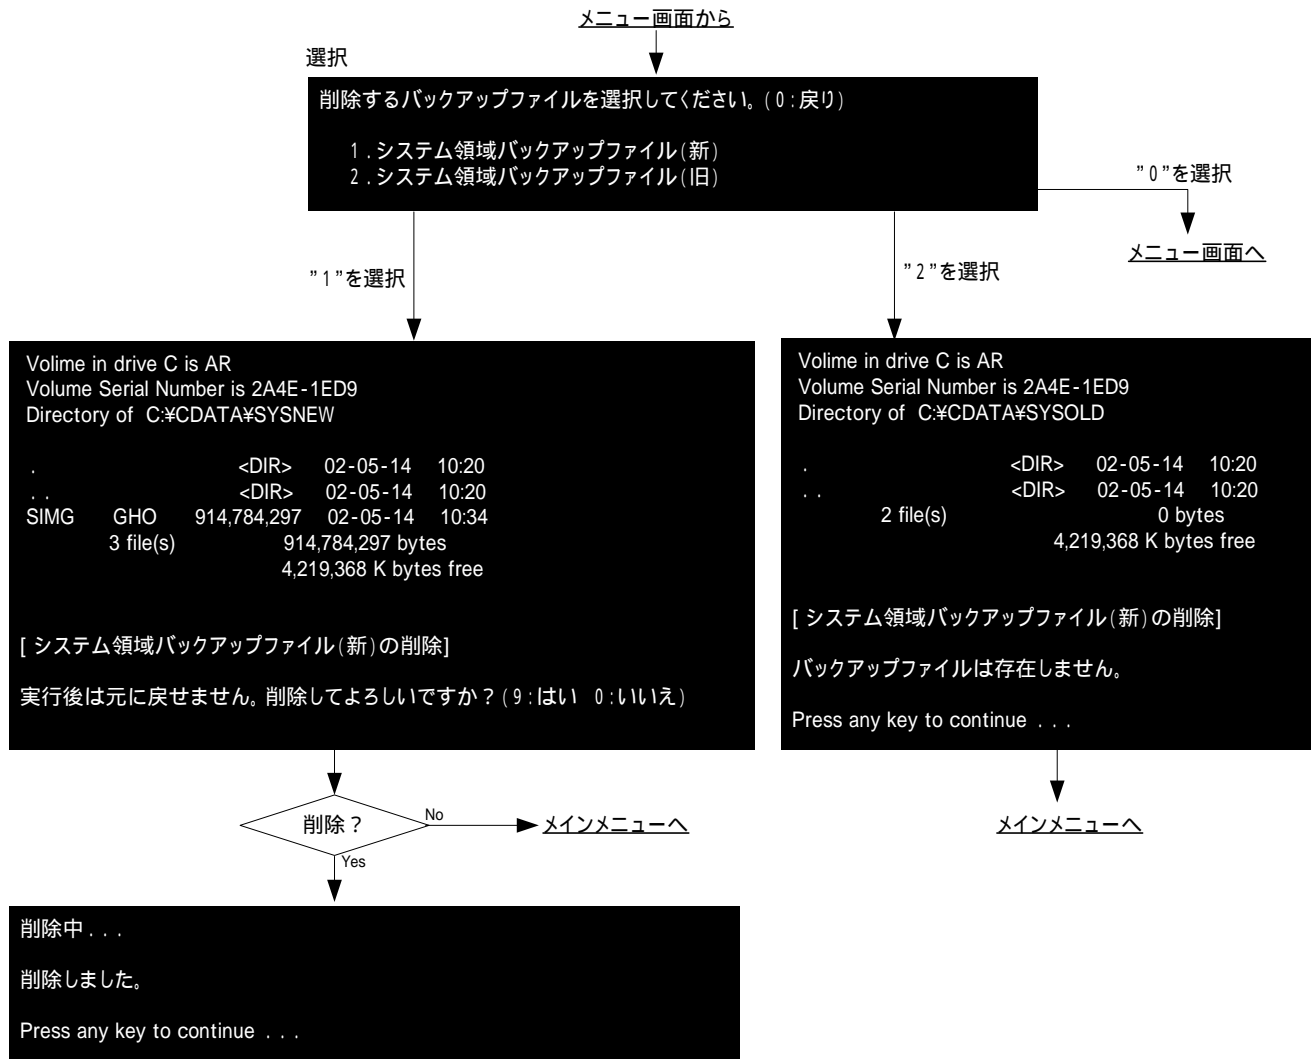 メニュー画面から
選択
削除するバックアップファイルを選択してください。(0:戻り)
1.システム領域バックアップファイル(新)
2.システム領域バックアップファイル(旧)
"0"を選択
メニュー画面へ
"1"を選択
"2"を選択
Volime in drive C is AR
Volume Serial Number is 2A4E-1ED9
Directory of C:¥CDATA¥SYSNEW
. <DIR> 02-05-14 10:20
. . <DIR> 02-05-14 10:20
SIMG GHO 914,784,297 02-05-14 10:34
3 file(s) 914,784,297 bytes
4,219,368 K bytes free
[システム領域バックアップファイル(新)の削除]
実行後は元に戻せません。削除してよろしいですか?(9:はい 0:いいえ)
Volime in drive C is AR
Volume Serial Number is 2A4E-1ED9
Directory of C:¥CDATA¥SYSOLD
. <DIR> 02-05-14 10:20
. . <DIR> 02-05-14 10:20
2 file(s) 0 bytes
4,219,368 K bytes free
[システム領域バックアップファイル(新)の削除]
バックアップファイルは存在しません。
Press any key to continue . . .
削除?
No
メインメニューへ
Yes
メインメニューへ
削除中...
削除しました。
Press any key to continue . . .